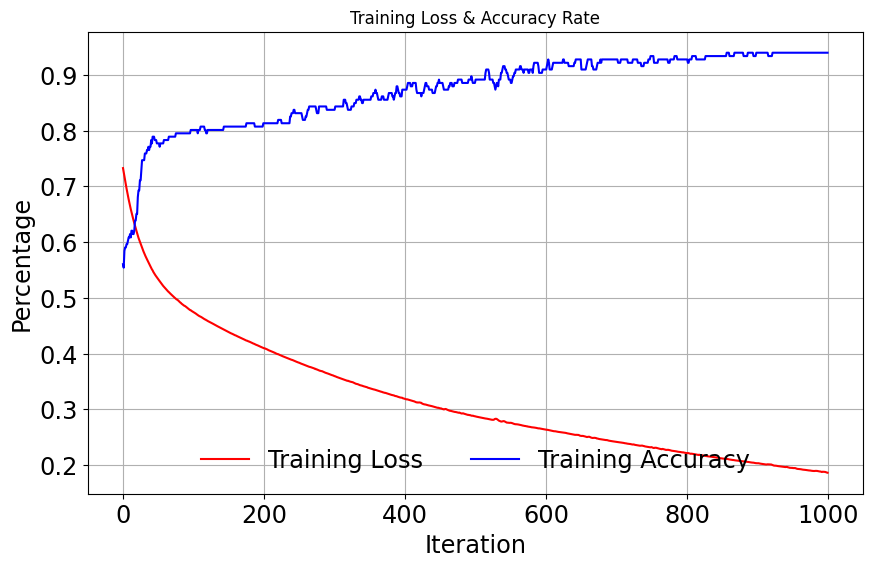 Training Loss & Accuracy Rate
Percentage
0.9
0.8
0.7
0.6
0.5
0.4
0.3
0.2
Training Loss Training Accuracy
0 200 400 600 800 1000
Iteration